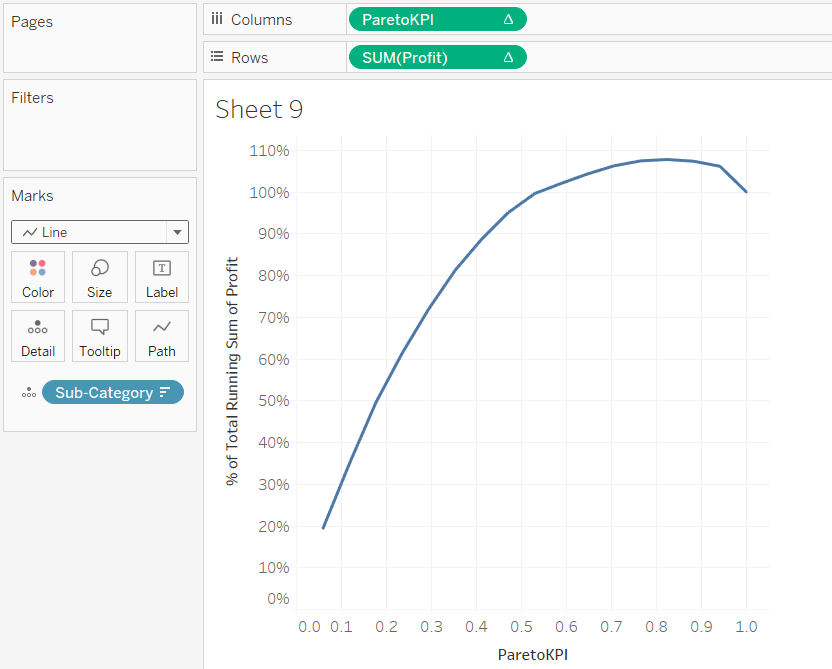 Pages
Columns
ParetoKPI
Rows
SUM(Profit)
Filters
Marks
Line
Color
Size
Label
Detail
Tooltip
Path
Sub-Category
Sheet 9
% of Total Running Sum of Profit
110%
100%
90%
80%
70%
60%
50%
40%
30%
20%
10%
0%
0.0 0.1 0.2 0.3 0.4 0.5 0.6 0.7 0.8 0.9 1.0
ParetoKPI